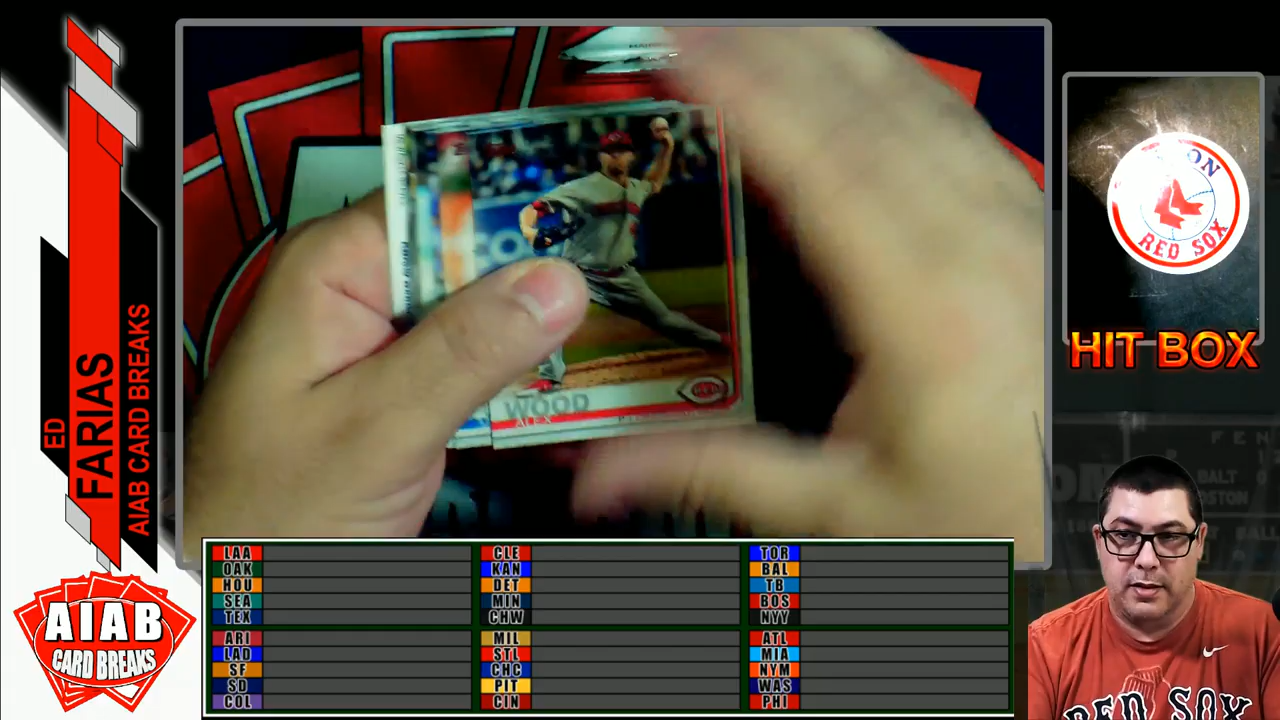 ED
FARIAS
AIAB CARD BREAKS
WOOD
ALEX
RED SOX
HIT BOX
AIAB
CARD BREAKS
LAA
OAK
HOU
SEA
TEX
ARI
LAD
SF
SD
COL
CLE
KAN
DET
MIN
CHW
MIL
STL
CHC
PIT
CIN
TOR
BAL
TB
BOS
NYY
ATL
MIA
NYM
WAS
PHI
RED SOX